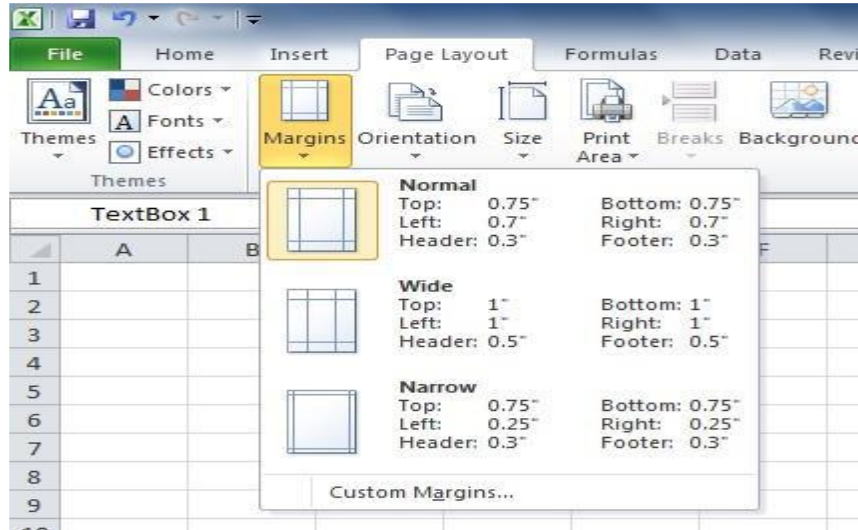 File Home Insert Page Layout Formulas Data Revi
Aa Colors
A Fonts
Themes Effects Margins Orientation Size Print Area Breaks Background
Themes
TextBox 1
Normal
Top: 0.75" Bottom: 0.75"
Left: 0.7" Right: 0.7"
Header: 0.3" Footer: 0.3"
A B F
Wide
Top: 1" Bottom: 1"
Left: 1" Right: 1"
Header: 0.5" Footer: 0.5"
Narrow
Top: 0.75" Bottom: 0.75"
Left: 0.25" Right: 0.25"
Header: 0.3" Footer: 0.3"
Custom Margins...
1
2
3
4
5
6
7
8
9